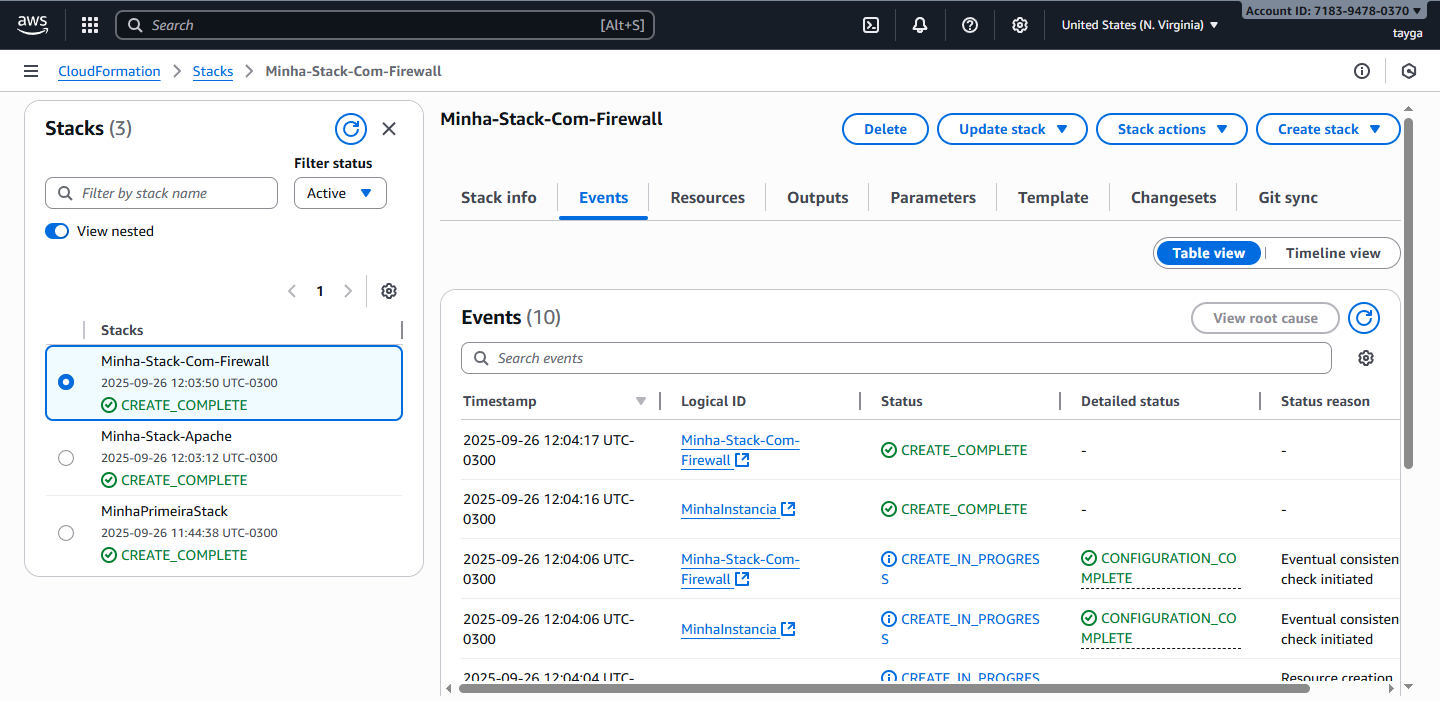 aws
Search
[Alt+S]
United States (N. Virginia)
Account ID: 7183-9478-0370
tayga
CloudFormation
Stacks
Minha-Stack-Com-Firewall
Stacks (3)
Filter status
Filter by stack name
Active
View nested
1
Stacks
Minha-Stack-Com-Firewall
2025-09-26 12:03:50 UTC-0300
CREATE_COMPLETE
Minha-Stack-Apache
2025-09-26 12:03:12 UTC-0300
CREATE_COMPLETE
MinhaPrimeiraStack
2025-09-26 11:44:38 UTC-0300
CREATE_COMPLETE
Minha-Stack-Com-Firewall
Delete
Update stack
Stack actions
Create stack
Stack info
Events
Resources
Outputs
Parameters
Template
Changesets
Git sync
Table view
Timeline view
Events (10)
View root cause
Search events
Timestamp
Logical ID
Status
Detailed status
Status reason
2025-09-26 12:04:17 UTC-
0300
Minha-Stack-Com-
Firewall
CREATE_COMPLETE
-
-
2025-09-26 12:04:16 UTC-
0300
MinhaInstancia
CREATE_COMPLETE
-
-
2025-09-26 12:04:06 UTC-
0300
Minha-Stack-Com-
Firewall
CREATE_IN_PROGRES
S
CONFIGURATION_CO
MPLETE
Eventual consisten
check initiated
2025-09-26 12:04:06 UTC-
0300
MinhaInstancia
CREATE_IN_PROGRES
S
CONFIGURATION_CO
MPLETE
Eventual consisten
check initiated
2025-09-26 12:04:04 UTC-
CREATE_IN_PROGRES
Resource creation